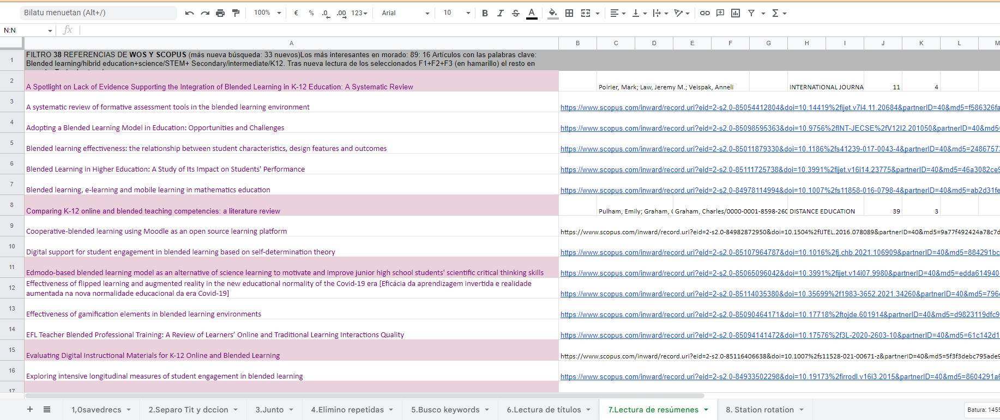 Bilatu menuetan (Alt+/)
100%
€
%
.0
.00
123
Arial
10
B
I
S
A
Σ
N:N
fx
A B C D E F G H I J K L M
1 FILTRO 38 REFERENCIAS DE WOS Y SCOPUS (más nueva búsqueda: 33 nuevos)Los más interesantes en morado: 89: 16 Artículos con las palabras clave:
Blended learning/hibrid education+science/STEM+ Secondary/intermediate/K12. Tras nueva lectura de los seleccionados F1+F2+F3 (en hamarillo) el resto en
2 A Spotlight on Lack of Evidence Supporting the Integration of Blended Learning in K-12 Education: A Systematic Review Poirier, Mark; Law, Jeremy M.; Veispak, Anneli INTERNATIONAL JOURNA 11 4
3 A systematic review of formative assessment tools in the blended learning environment https://www.scopus.com/inward/record.uri?eid=2-s2.0-85054412804&doi=10.14419%2fijet.v7i4.11.20684&partnerID=40&md5=f586326fa
4 Adopting a Blended Learning Model in Education: Opportunities and Challenges https://www.scopus.com/inward/record.uri?eid=2-s2.0-85098595363&doi=10.9756%2fINT-JECSE%2fV12I2.201050&partnerID=40&md5=
5 Blended learning effectiveness: the relationship between student characteristics, design features and outcomes https://www.scopus.com/inward/record.uri?eid=2-s2.0-85011879330&doi=10.1186%2fs41239-017-0043-4&partnerID=40&md5=2486757
6 Blended Learning in Higher Education: A Study of Its Impact on Students' Performance https://www.scopus.com/inward/record.uri?eid=2-s2.0-85111725738&doi=10.3991%2fijet.v16i14.23775&partnerID=40&md5=46a3082ce9
7 Blended learning, e-learning and mobile learning in mathematics education https://www.scopus.com/inward/record.uri?eid=2-s2.0-84978114994&doi=10.1007%2fs11858-016-0798-4&partnerID=40&md5=ab2d31fe
8 Comparing K-12 online and blended teaching competencies: a literature review Pulham, Emily; Graham, Graham, Charles/0000-0001-8598-260 DISTANCE EDUCATION 39 3
9 Cooperative-blended learning using Moodle as an open source learning platform https://www.scopus.com/inward/record.uri?eid=2-s2.0-84982872950&doi=10.1504%2fIJTEL.2016.078089&partnerID=40&md5=9a77f492424a78c7d
10 Digital support for student engagement in blended learning based on self-determination theory https://www.scopus.com/inward/record.uri?eid=2-s2.0-85107964787&doi=10.1016%2fj.chb.2021.106909&partnerID=40&md5=884291bc
11 Edmodo-based blended learning model as an alternative of science learning to motivate and improve junior high school students' scientific critical thinking skills https://www.scopus.com/inward/record.uri?eid=2-s2.0-85065096042&doi=10.3991%2fijet.v14i07.9980&partnerID=40&md5=edda614940
12 Effectiveness of flipped learning and augmented reality in the new educational normality of the Covid-19 era [Eficácia da aprendizagem invertida e realidade
aumentada na nova normalidade educacional da era Covid-19] https://www.scopus.com/inward/record.uri?eid=2-s2.0-85114035380&doi=10.35699%2f1983-3652.2021.34260&partnerID=40&md5=796
13 Effectiveness of gamification elements in blended learning environments https://www.scopus.com/inward/record.uri?eid=2-s2.0-85090464171&doi=10.17718%2ftojde.601914&partnerID=40&md5=d9823119dfc9
14 EFL Teacher Blended Professional Training: A Review of Learners’ Online and Traditional Learning Interactions Quality https://www.scopus.com/inward/record.uri?eid=2-s2.0-85094141472&doi=10.17576%2f3L-2020-2603-10&partnerID=40&md5=61c142d1
15 Evaluating Digital Instructional Materials for K-12 Online and Blended Learning https://www.scopus.com/inward/record.uri?eid=2-s2.0-85116406638&doi=10.1007%2fs11528-021-00671-z&partnerID=40&md5=5f3f3debc795ade9
16 Exploring intensive longitudinal measures of student engagement in blended learning https://www.scopus.com/inward/record.uri?eid=2-s2.0-84933502298&doi=10.19173%2firrodl.v16i3.2015&partnerID=40&md5=8604291a6
17
1,0savedrecs 2.Separo Tit y dccion 3.Junto 4.Elimino repetidas 5.Busco keywords 6.Lectura de títulos 7.Lectura de resúmenes 8. Station rotation Batura: 1455